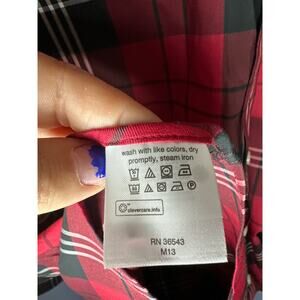 wash with like colors, dry
promptly, steam iron
clevercare.info
RN 36543
M13